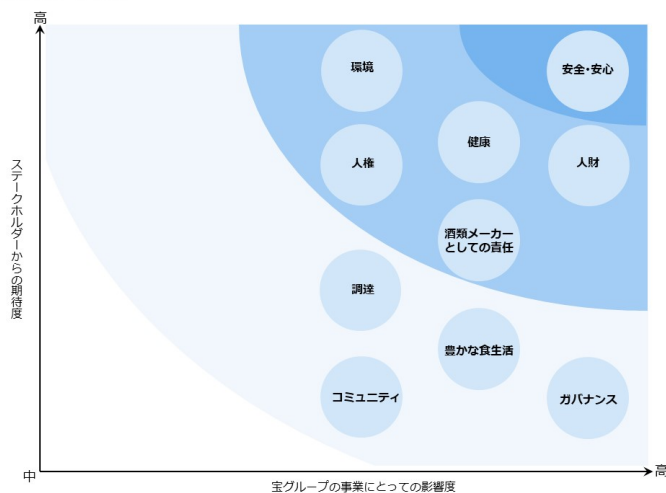 高
環境
安全・安心
健康
人権
人財
酒類メーカー
としての責任
調達
豊かな食生活
コミュニティ
ガバナンス
ステークホルダーからの期待度
中
高
宝グループの事業にとっての影響度